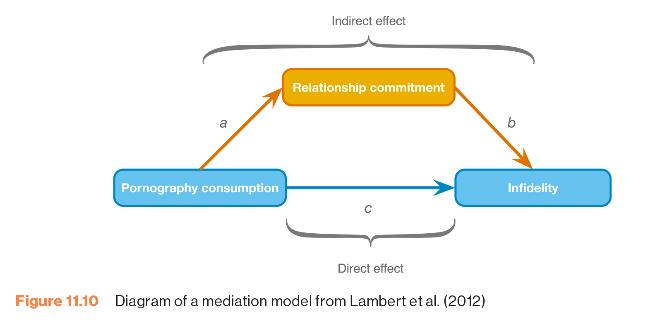 Indirect effect
Relationship commitment
a
b
Pornography consumption
Infidelity
c
Direct effect
Figure 11.10 Diagram of a mediation model from Lambert et al. (2012)